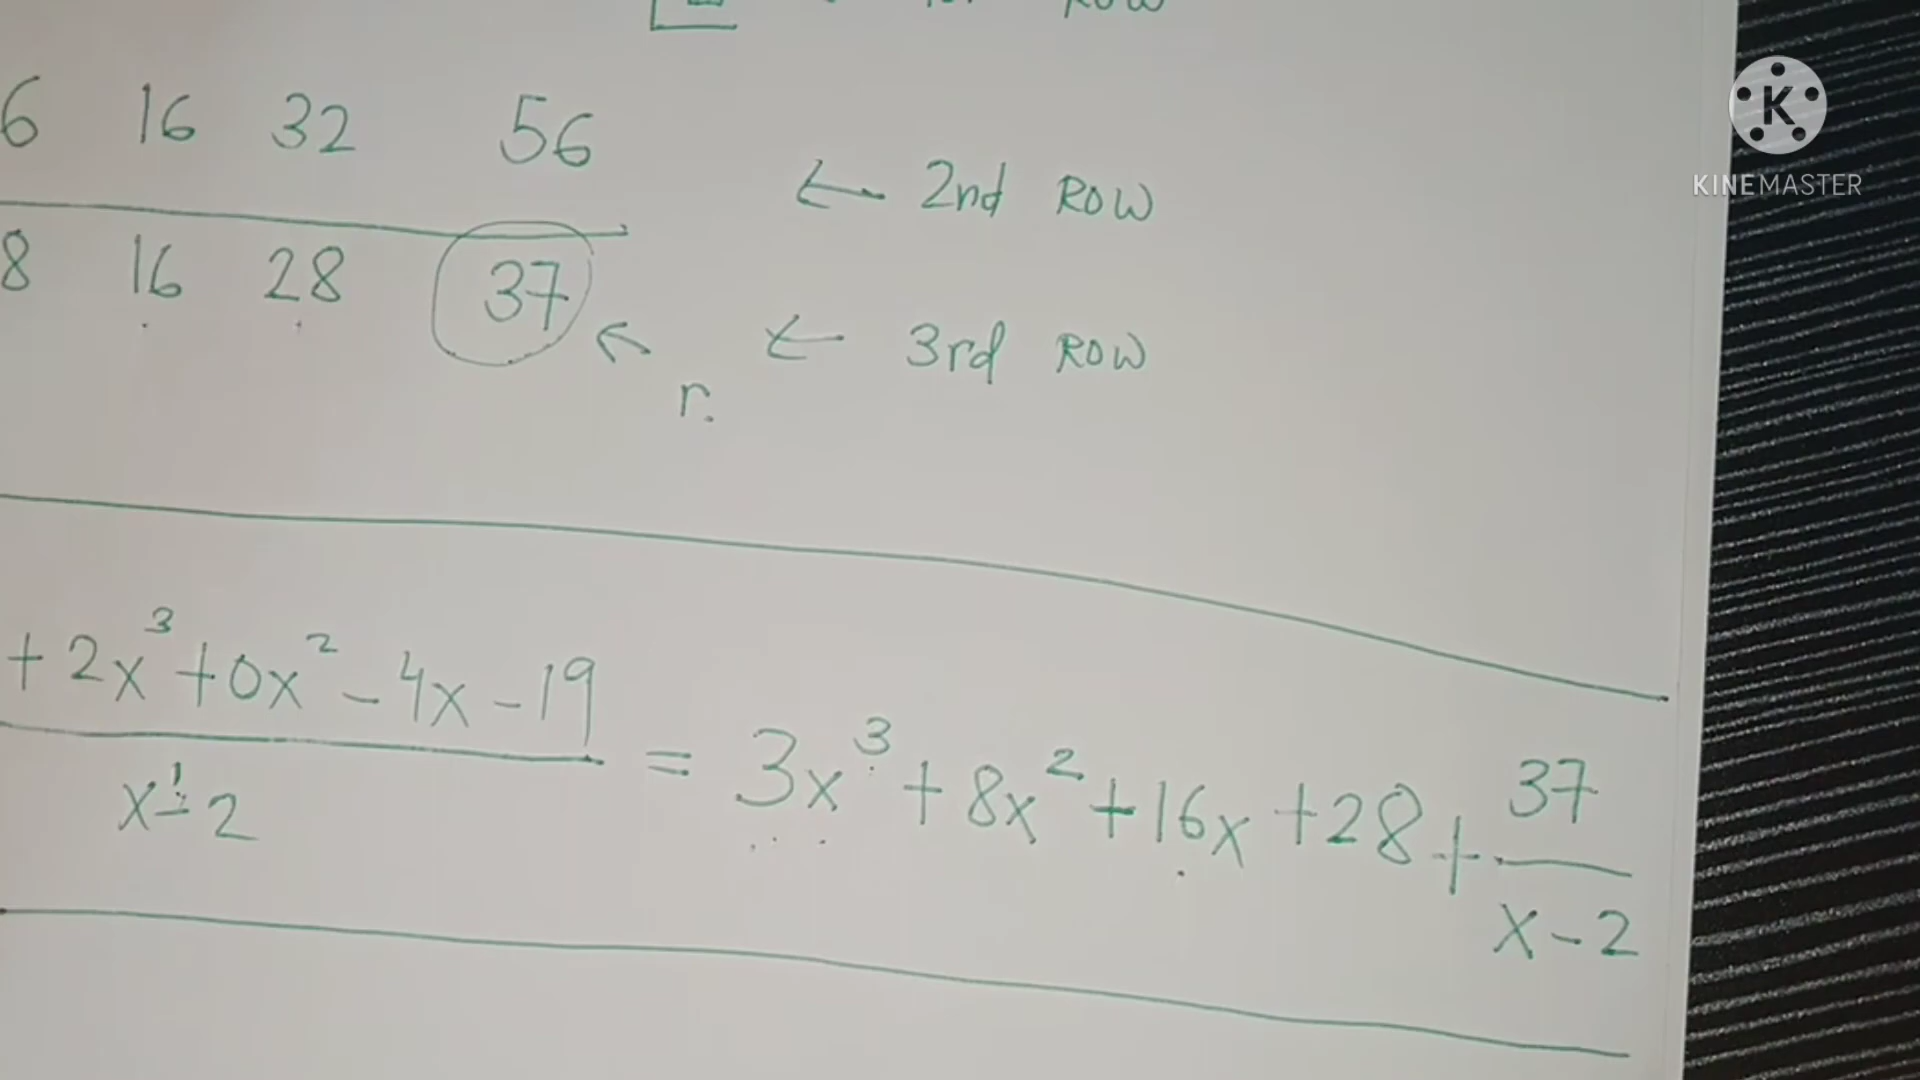 6 16 32 56 ← 2nd ROW
8 16 28 37 ← r. ← 3rd ROW
+ 2x³ + 0x² - 4x - 19
x¹ - 2
= 3x³ + 8x² + 16x + 28 + 37
x - 2
K
KINEMASTER